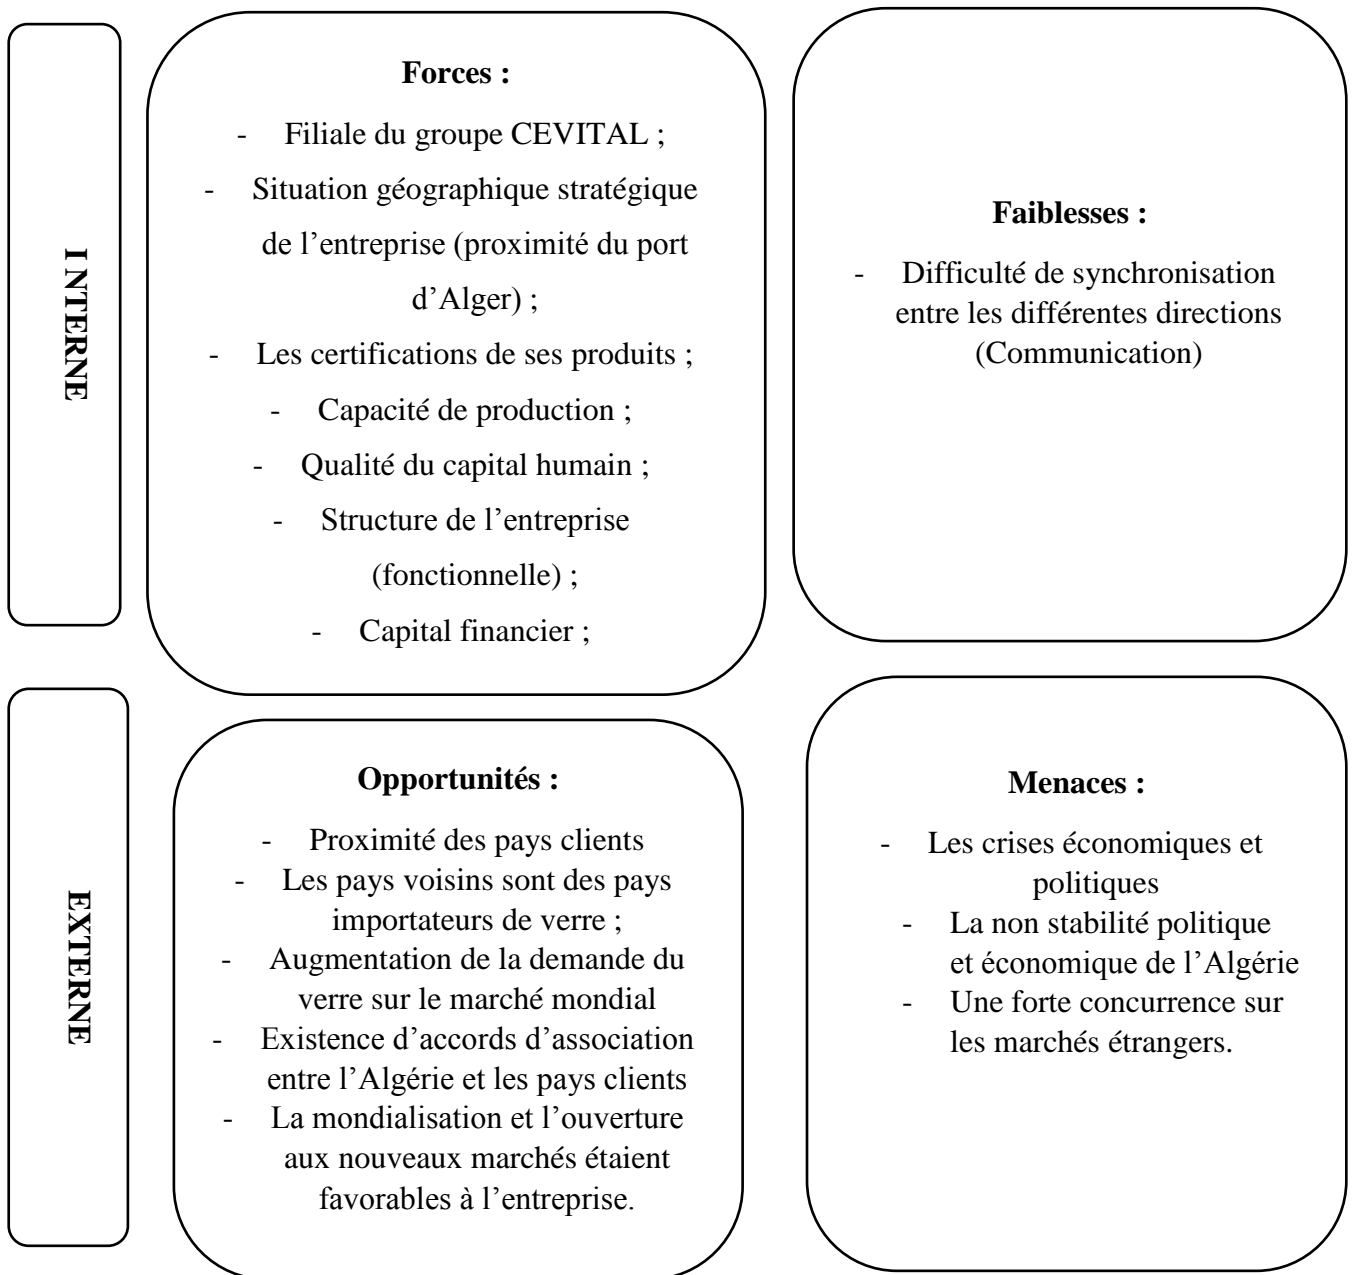 I NTERNE
Forces :
- Filiale du groupe CEVITAL ;
- Situation géographique stratégique
de l’entreprise (proximité du port
d’Alger) ;
- Les certifications de ses produits ;
- Capacité de production ;
- Qualité du capital humain ;
- Structure de l’entreprise
(fonctionnelle) ;
- Capital financier ;
Faiblesses :
- Difficulté de synchronisation
entre les différentes directions
(Communication)
EXTERNE
Opportunités :
- Proximité des pays clients
- Les pays voisins sont des pays
importateurs de verre ;
- Augmentation de la demande du
verre sur le marché mondial
- Existence d’accords d’association
entre l’Algérie et les pays clients
- La mondialisation et l’ouverture
aux nouveaux marchés étaient
favorables à l’entreprise.
Menaces :
- Les crises économiques et
politiques
- La non stabilité politique
et économique de l’Algérie
- Une forte concurrence sur
les marchés étrangers.